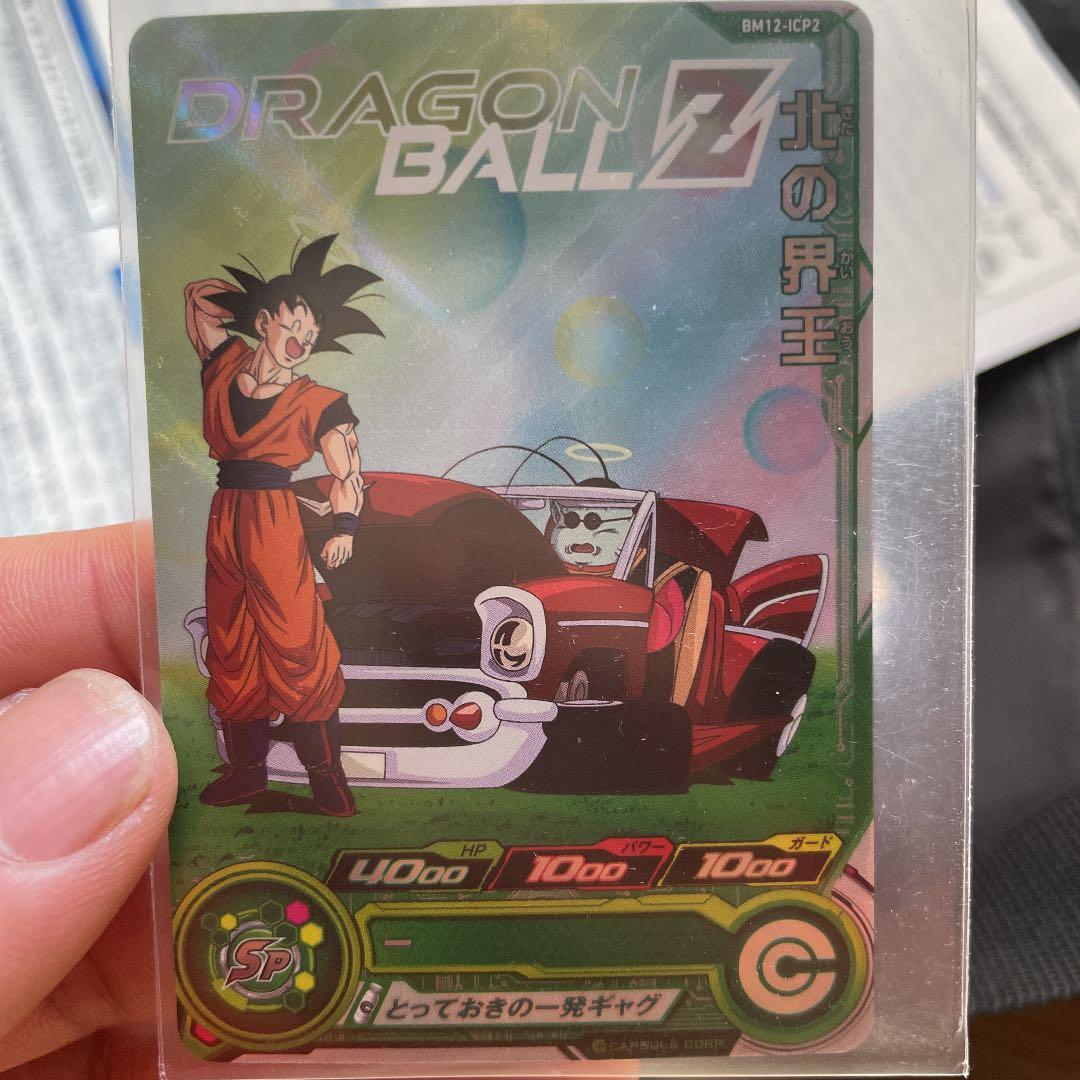 BM12-ICP2
DRAGON
BALL Z
北の界王
きた かい おう
HP
4000
パワー
1000
ガード
1000
SP
ー
とっておきの一発ギャグ
CAPSULE CORP